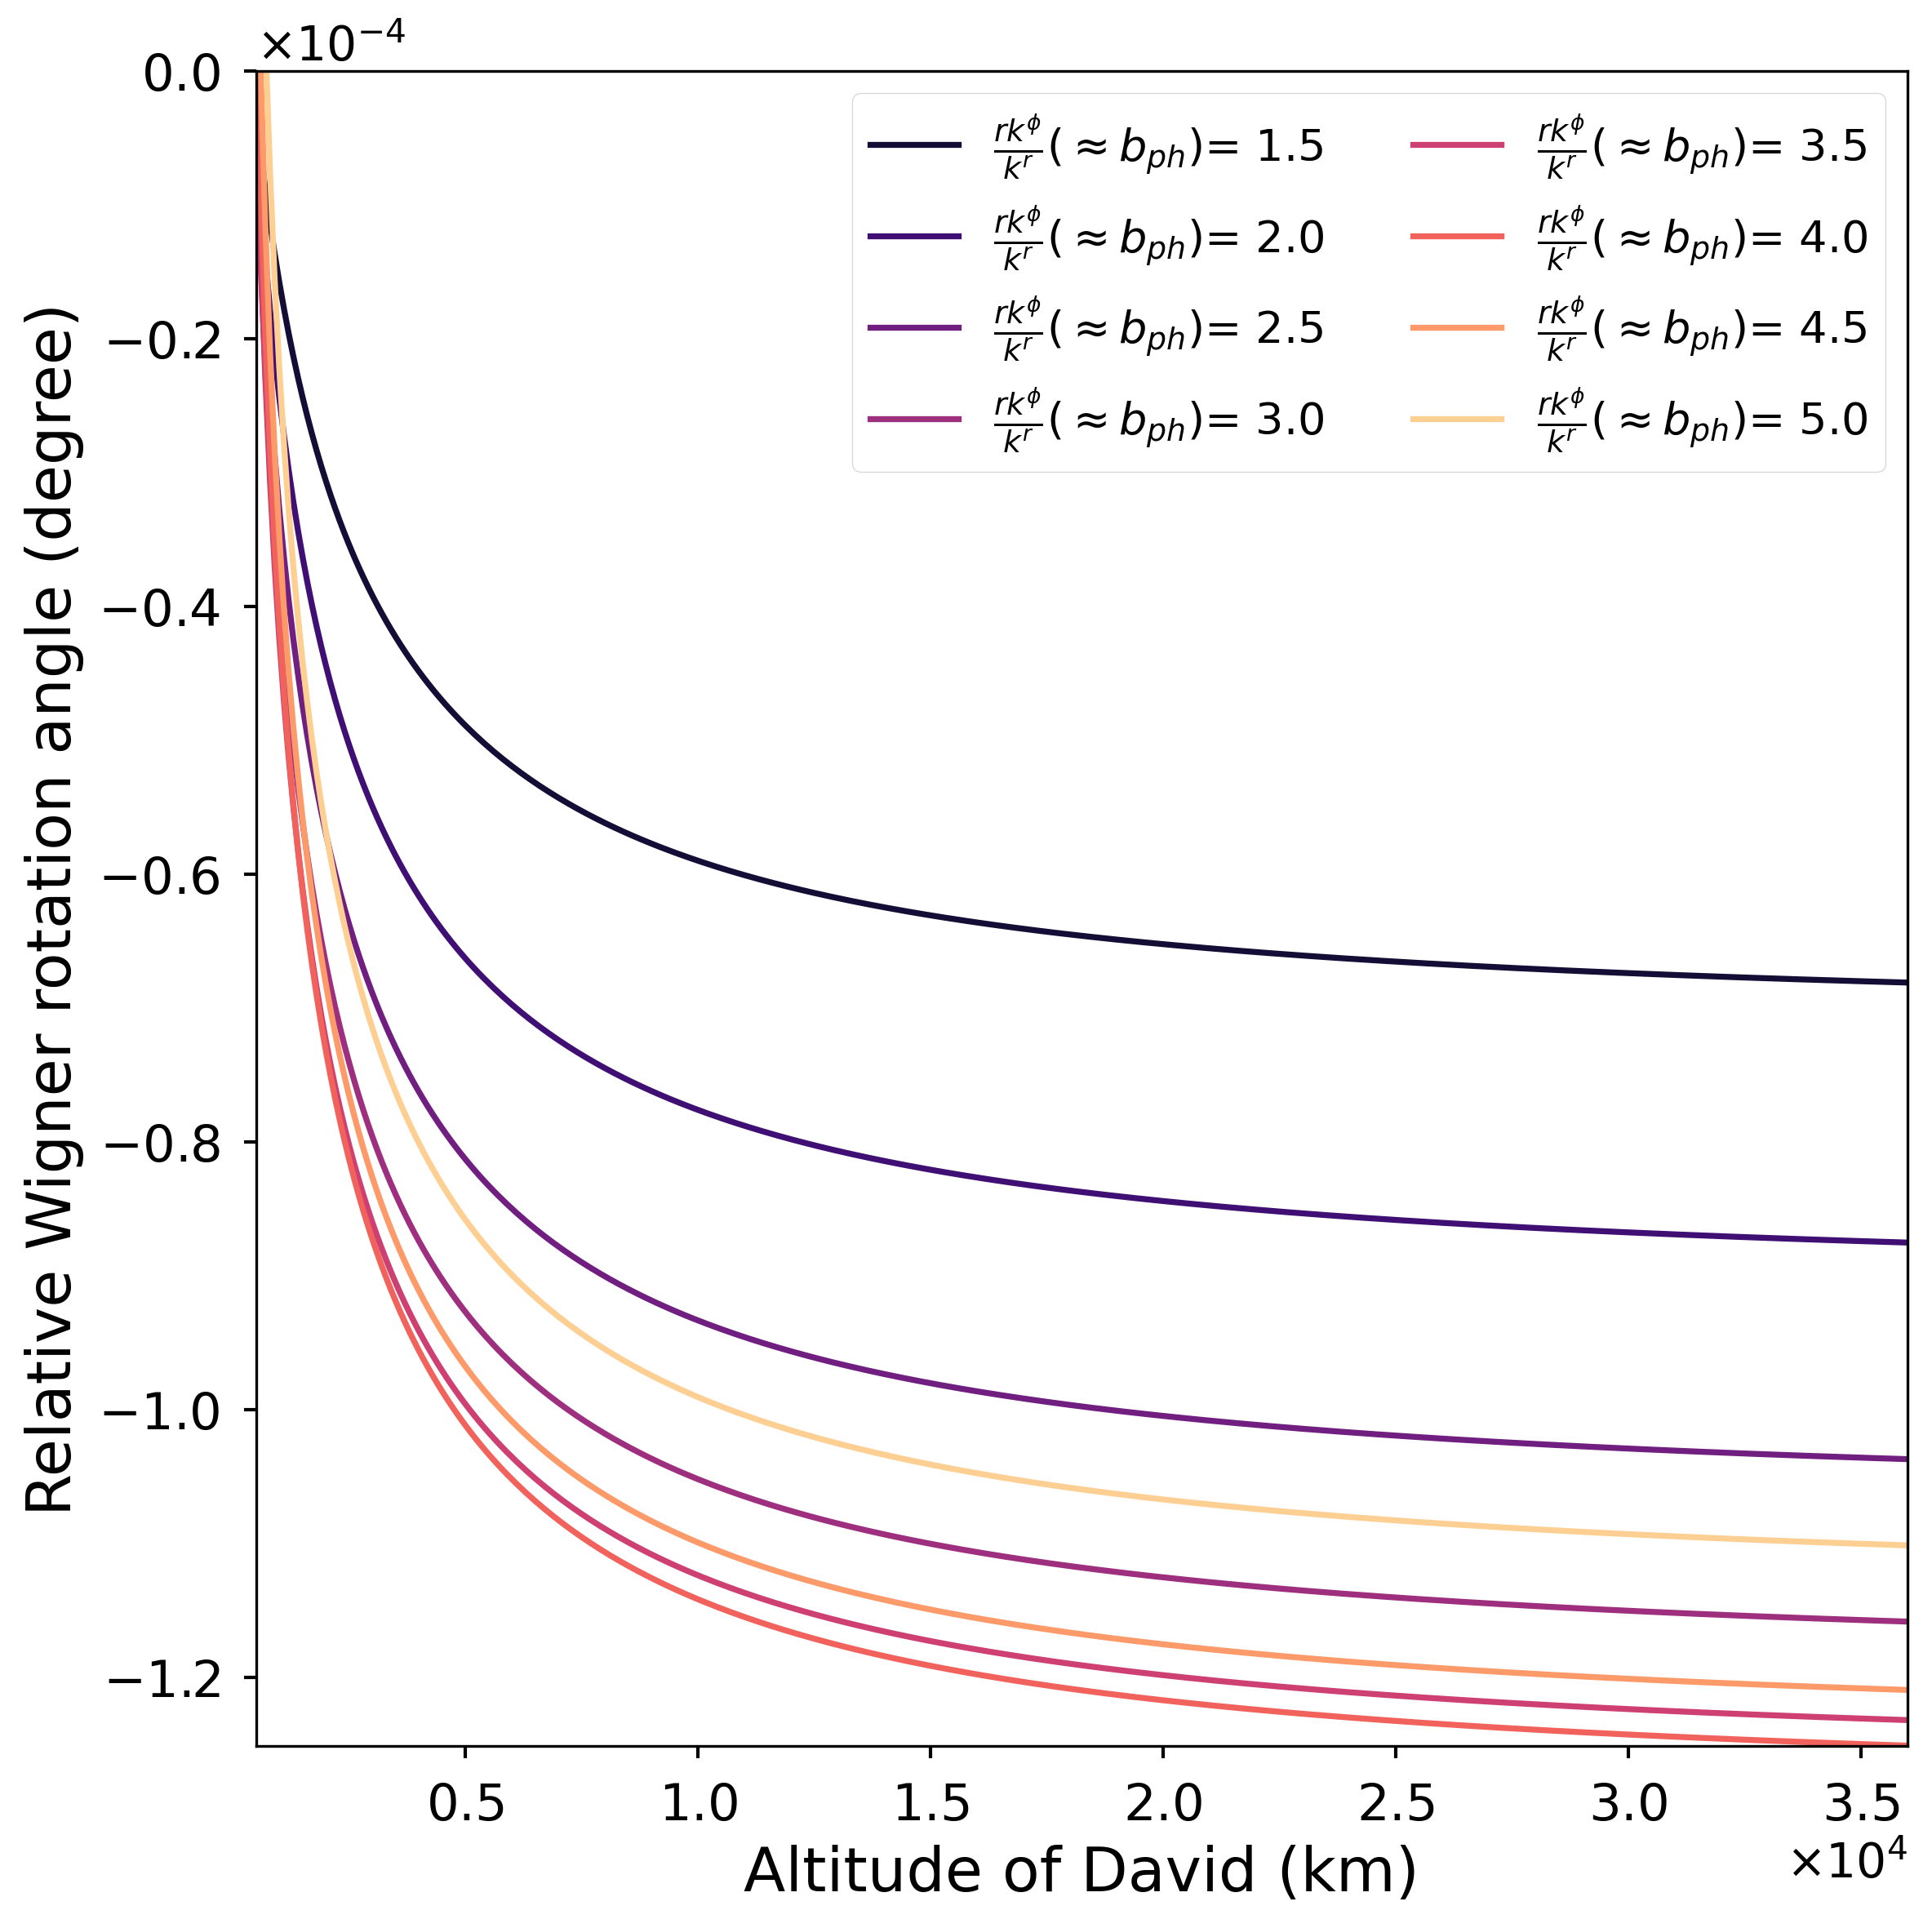 ×10⁻⁴
0.0
−0.2
−0.4
−0.6
−0.8
−1.0
−1.2
Relative Wigner rotation angle (degree)
rk^ϕ/k^r (≈ b_ph)= 1.5
rk^ϕ/k^r (≈ b_ph)= 2.0
rk^ϕ/k^r (≈ b_ph)= 2.5
rk^ϕ/k^r (≈ b_ph)= 3.0
rk^ϕ/k^r (≈ b_ph)= 3.5
rk^ϕ/k^r (≈ b_ph)= 4.0
rk^ϕ/k^r (≈ b_ph)= 4.5
rk^ϕ/k^r (≈ b_ph)= 5.0
0.5 1.0 1.5 2.0 2.5 3.0 3.5
×10⁴
Altitude of David (km)